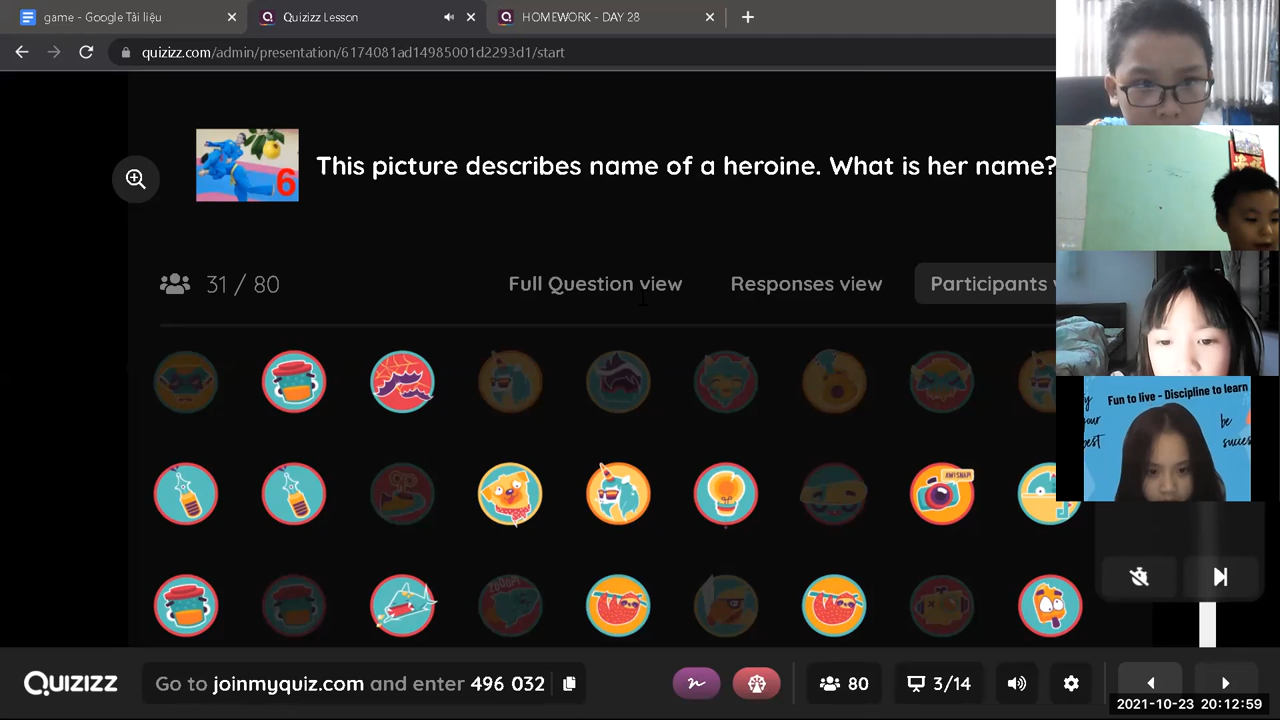 game - Google Tài liệu
Quizizz Lesson
HOMEWORK - DAY 28
quizizz.com/admin/presentation/6174081ad14985001d2293d1/start
6
This picture describes name of a heroine. What is her name?
31 / 80
Full Question view
Responses view
Participants
Fun to live - Discipline to learn
be
AW! SNAP!
QUIZIZZ
Go to joinmyquiz.com and enter 496 032
80
3/14
2021-10-23 20:12:59